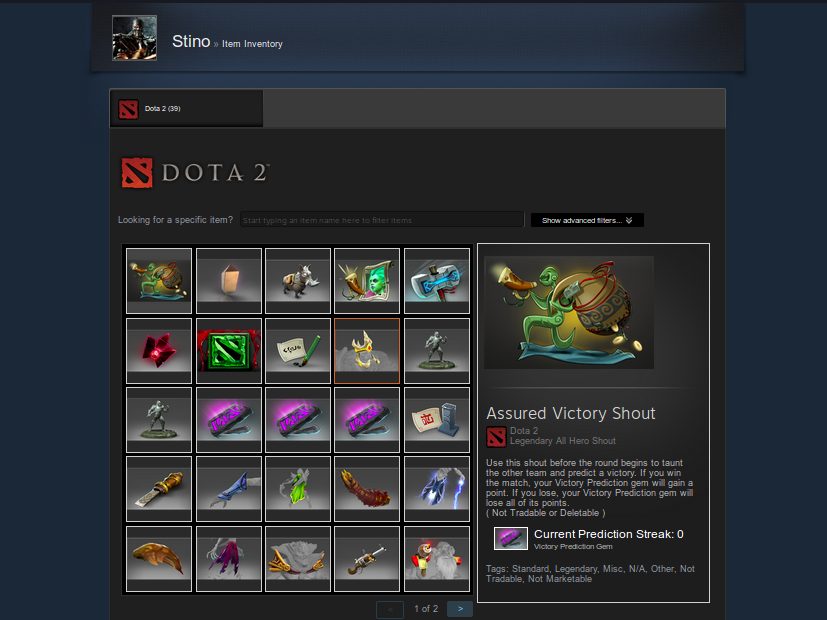 Stino » Item Inventory
Dota 2 (39)
DOTA 2™
Looking for a specific item?
Start typing an item name here to filter items
Show advanced filters...
Assured Victory Shout
Dota 2
Legendary All Hero Shout
Use this shout before the round begins to taunt
the other team and predict a victory. If you win
the match, your Victory Prediction gem will gain a
point. If you lose, your Victory Prediction gem will
lose all of its points.
( Not Tradable or Deletable )
Current Prediction Streak: 0
Victory Prediction Gem
Tags: Standard, Legendary, Misc, N/A, Other, Not
Tradable, Not Marketable
<
1 of 2
>